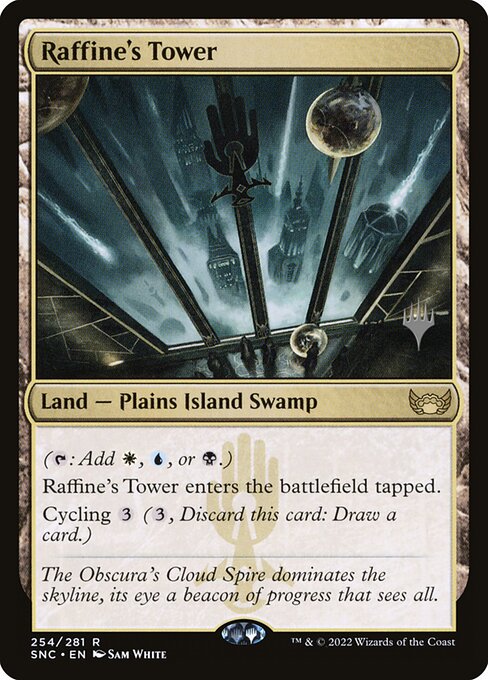 Raffine's Tower
Land — Plains Island Swamp
(: Add , , or .)
Raffine's Tower enters the battlefield tapped.
Cycling 3 (3, Discard this card: Draw a
card.)
The Obscura's Cloud Spire dominates the
skyline, its eye a beacon of progress that sees all.
254/281 R
SNC • EN Sam White
™ & © 2022 Wizards of the Coast